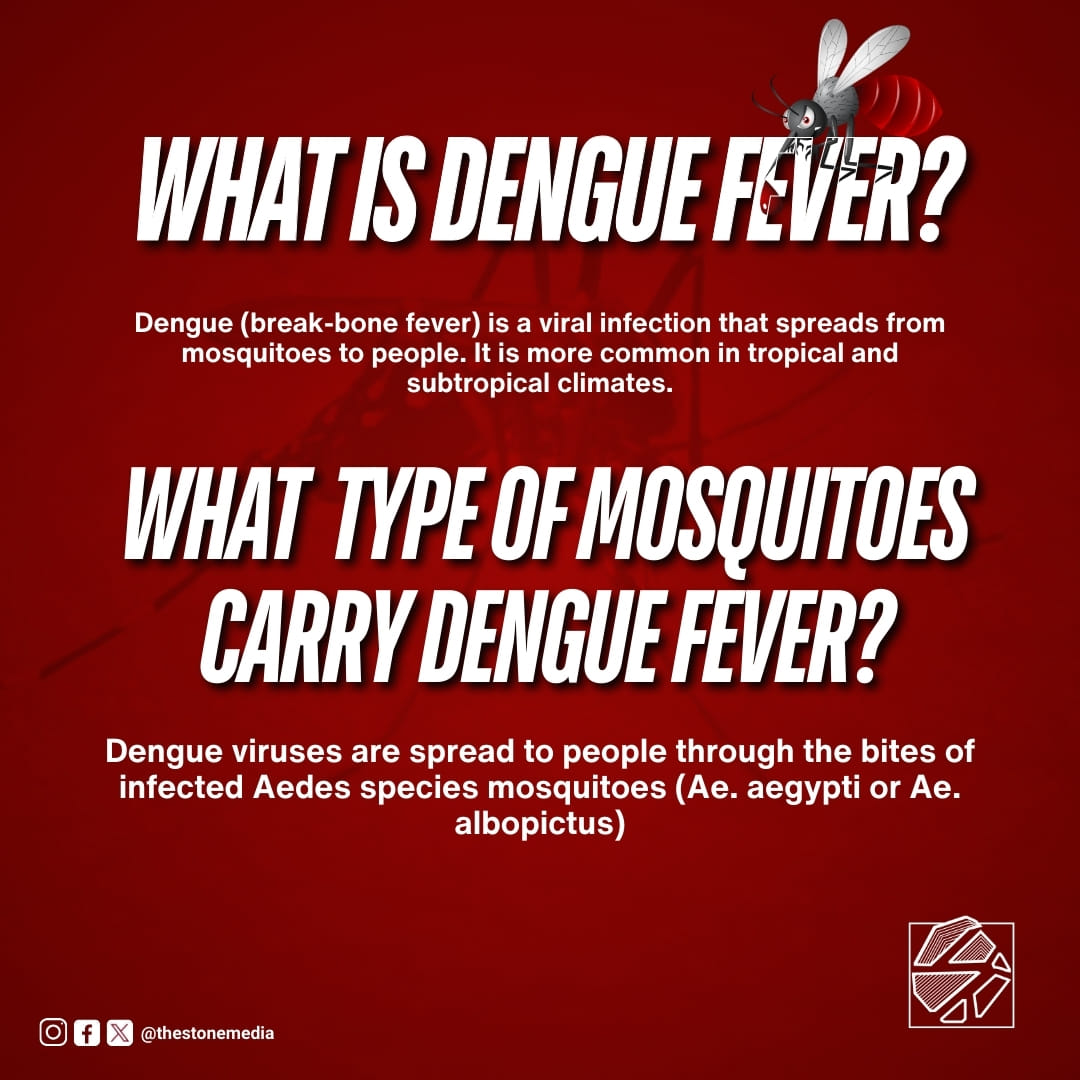 WHAT IS DENGUE FEVER?
Dengue (break-bone fever) is a viral infection that spreads from
mosquitoes to people. It is more common in tropical and
subtropical climates.
WHAT TYPE OF MOSQUITOES
CARRY DENGUE FEVER?
Dengue viruses are spread to people through the bites of
infected Aedes species mosquitoes (Ae. aegypti or Ae.
albopictus)
@thestonemedia